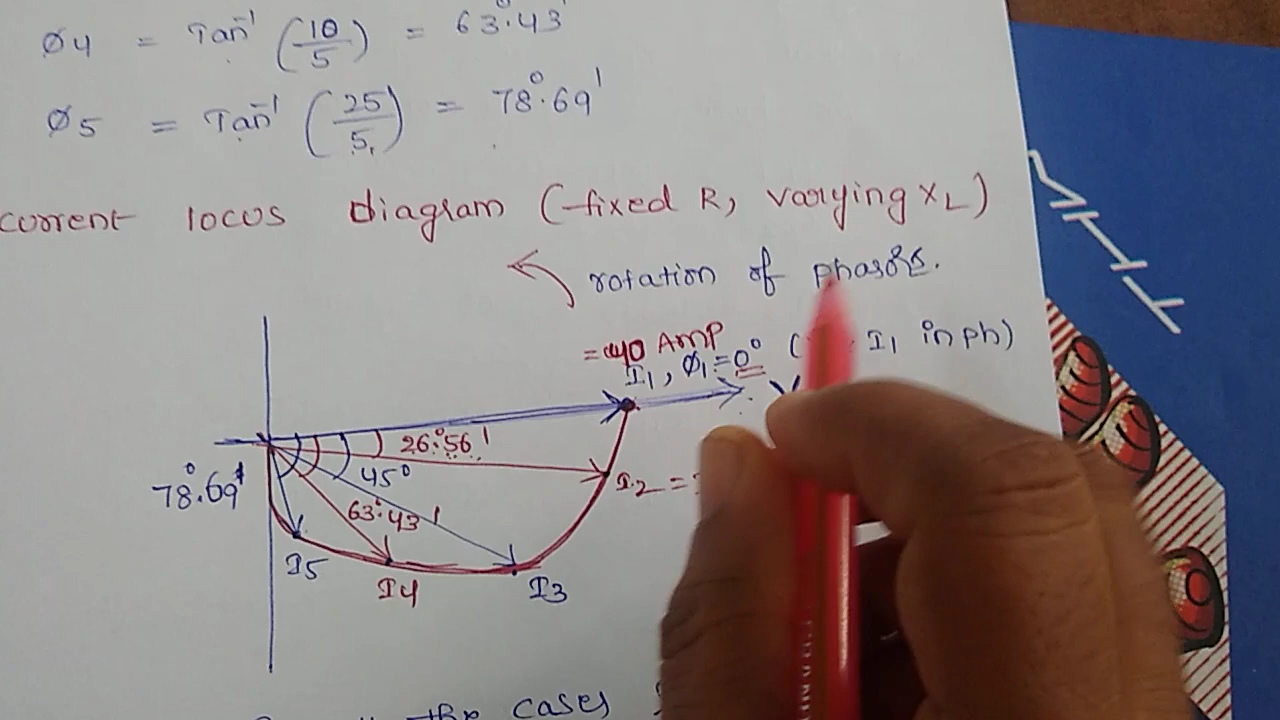 Ø4 = Tan⁻¹ (10/5) = 63°.43'
Ø5 = Tan⁻¹ (25/5) = 78°.69'
current locus diagram (fixed R, varying XL)
rotation of phasors.
= 40 AMP
I1, Ø1=0° ( I1 in ph)
26°.56'
78°.69'
45°
I2 =
63°.43'
I5
I4
I3
the cases